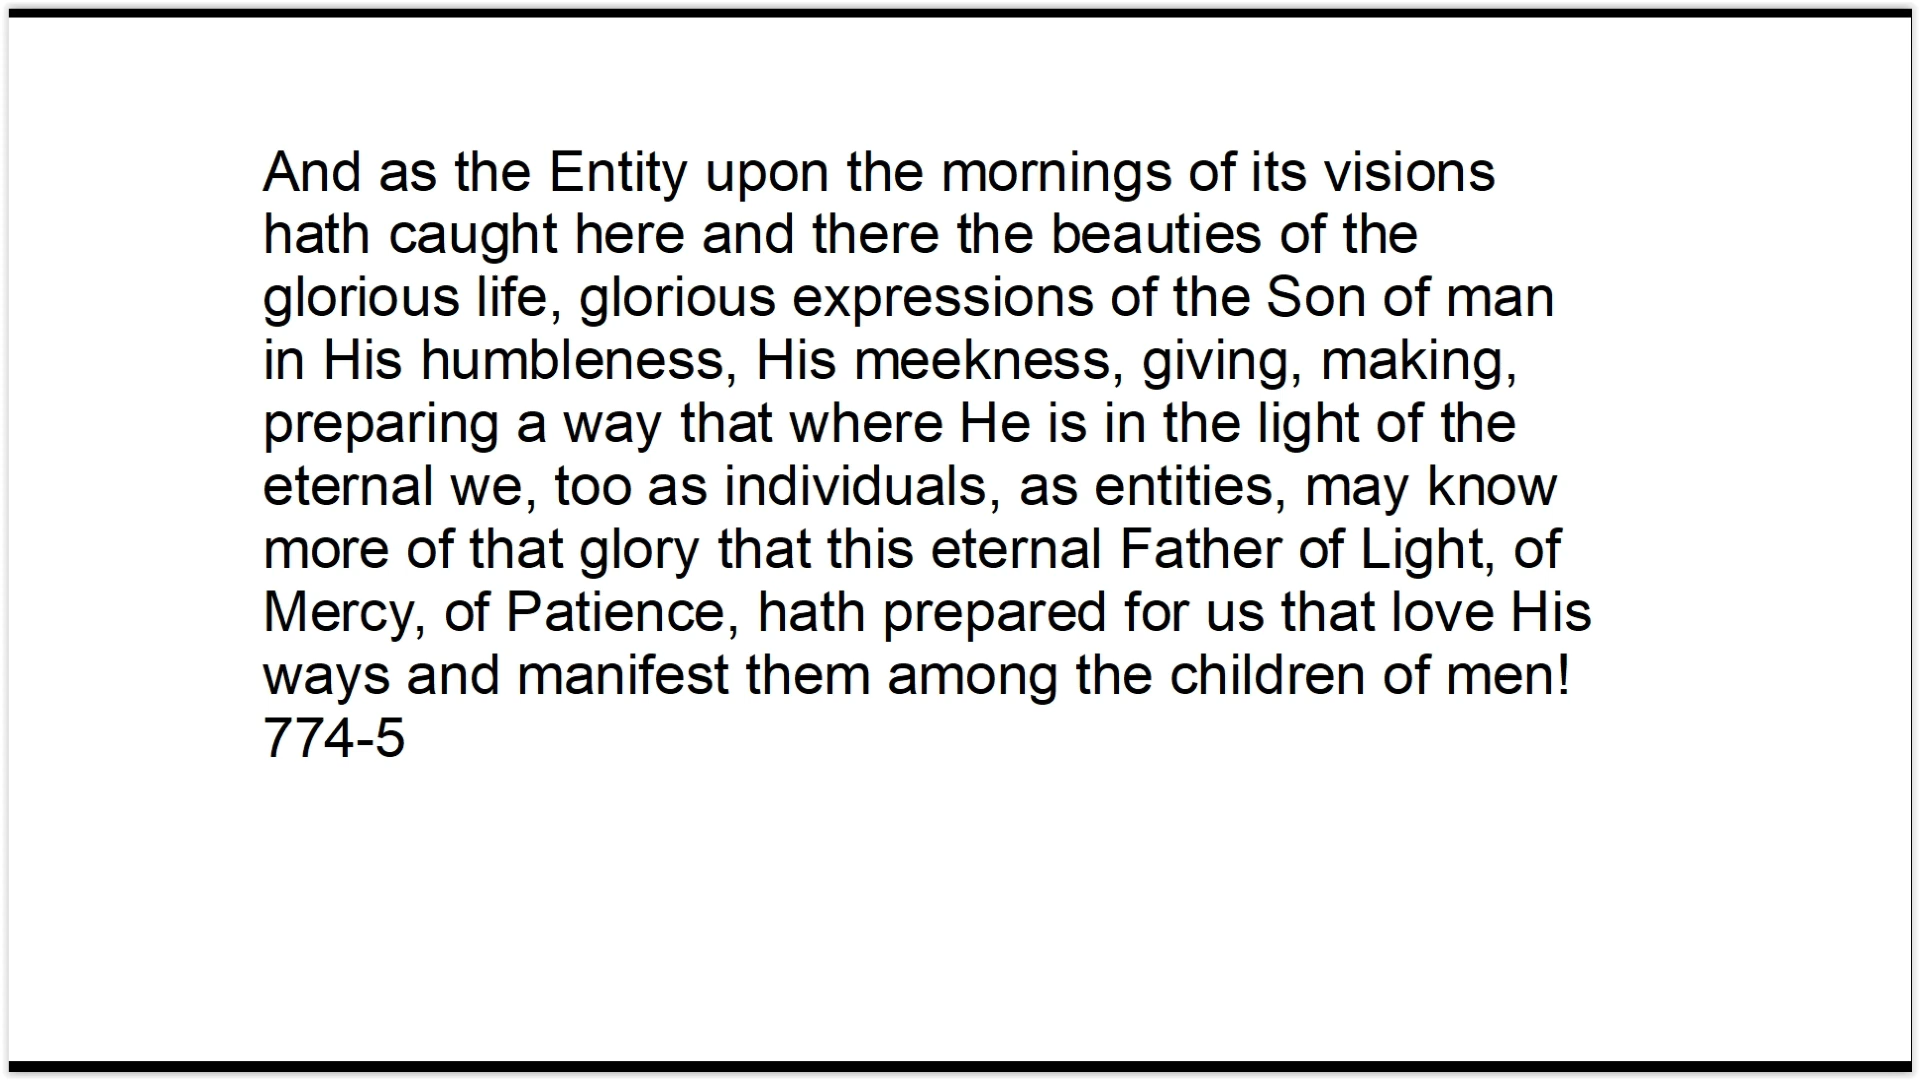 And as the Entity upon the mornings of its visions
hath caught here and there the beauties of the
glorious life, glorious expressions of the Son of man
in His humbleness, His meekness, giving, making,
preparing a way that where He is in the light of the
eternal we, too as individuals, as entities, may know
more of that glory that this eternal Father of Light, of
Mercy, of Patience, hath prepared for us that love His
ways and manifest them among the children of men!
774-5